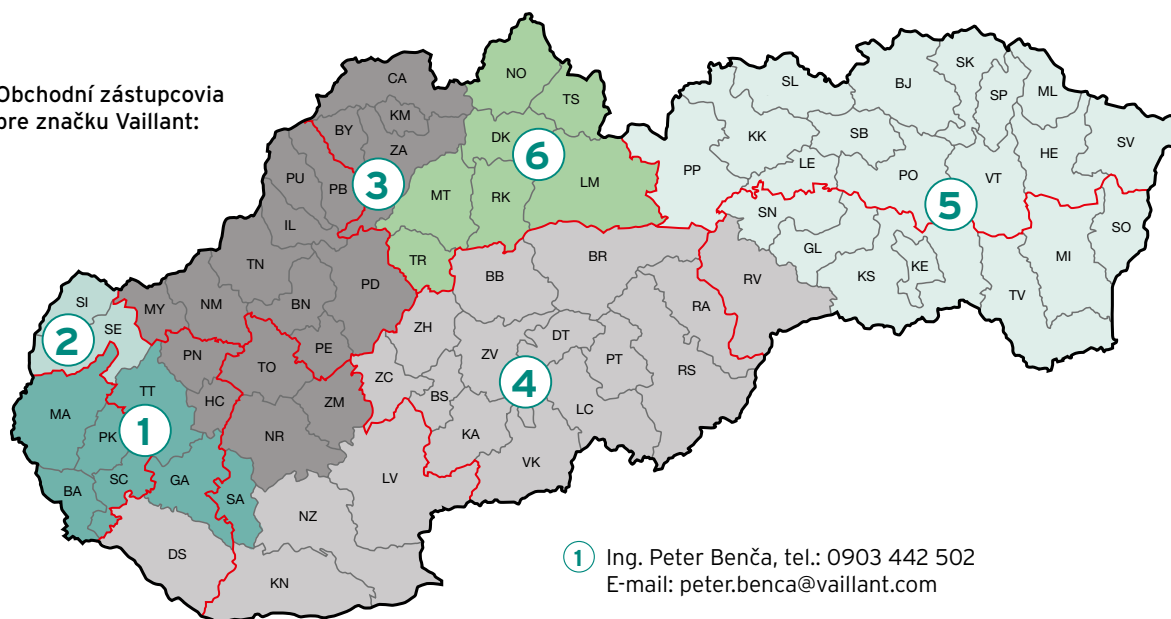 Obchodní zástupcovia
pre značku Vaillant:
CA
NO
TS
BY
KM
ZA
DK
6
PU
PB
3
MT
RK
LM
IL
TR
TN
BN
PD
SI
SE
2
MY
NM
PE
PN
TO
HC
ZM
TT
MA
PK
1
NR
SC
GA
SA
BA
DS
SL
BJ
SK
SP
ML
SV
KK
SB
HE
PP
LE
PO
VT
5
SN
GL
KS
KE
TV
MI
SO
BB
BR
RV
RA
ZH
ZV
DT
PT
RS
ZC
BS
4
LC
KA
VK
LV
NZ
KN
1 Ing. Peter Benča, tel.: 0903 442 502
E-mail: peter.benca@vaillant.com